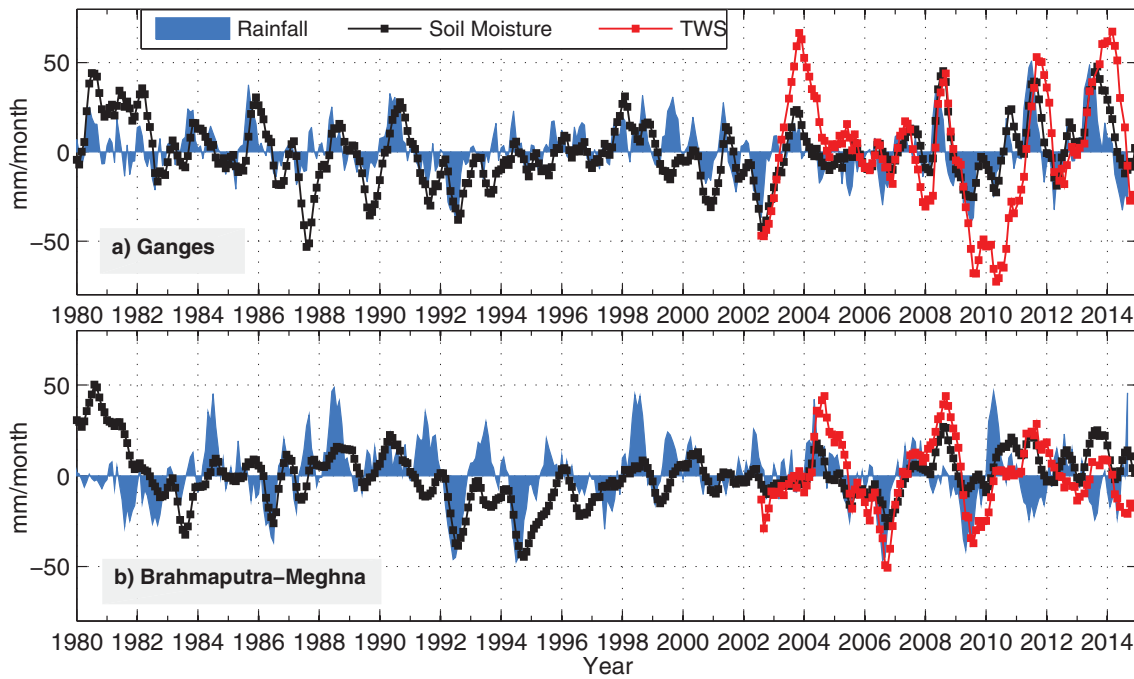 Rainfall Soil Moisture TWS
mm/month
50
0
−50
a) Ganges
1980 1982 1984 1986 1988 1990 1992 1994 1996 1998 2000 2002 2004 2006 2008 2010 2012 2014
mm/month
50
0
−50
b) Brahmaputra−Meghna
1980 1982 1984 1986 1988 1990 1992 1994 1996 1998 2000 2002 2004 2006 2008 2010 2012 2014
Year